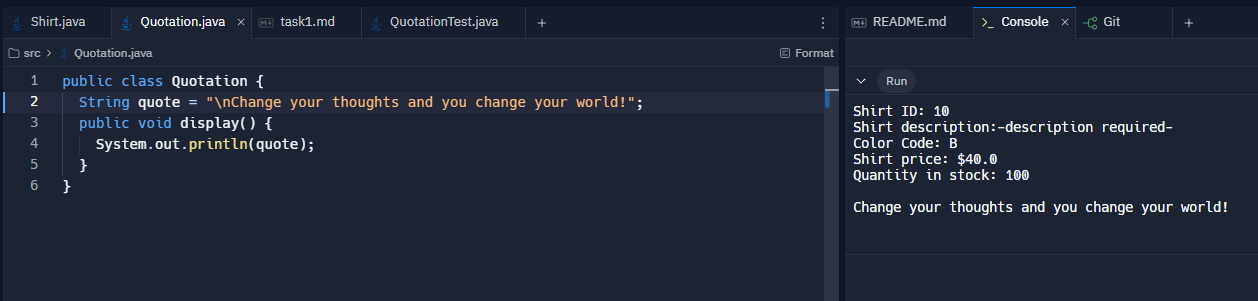 Shirt.java
Quotation.java
task1.md
QuotationTest.java
src
Quotation.java
Format
1 public class Quotation {
2   String quote = "\nChange your thoughts and you change your world!";
3   public void display() {
4     System.out.println(quote);
5   }
6 }
README.md
Console
Git
Run
Shirt ID: 10
Shirt description:-description required-
Color Code: B
Shirt price: $40.0
Quantity in stock: 100
Change your thoughts and you change your world!